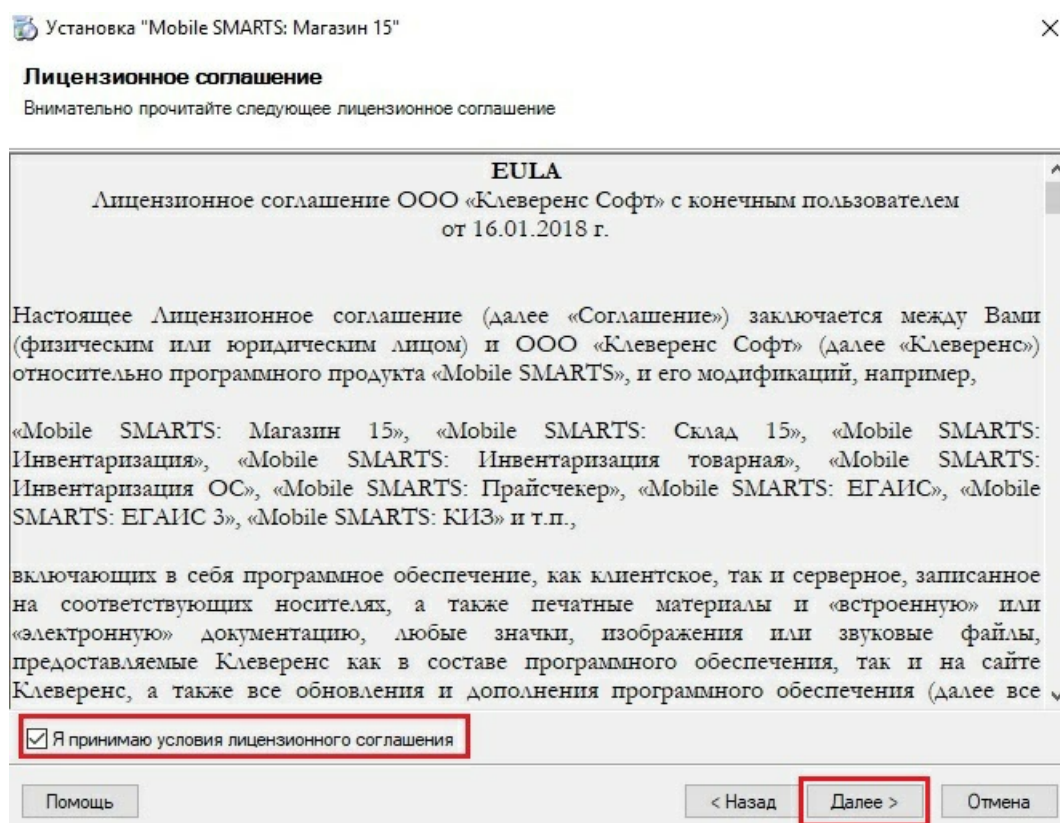 Установка "Mobile SMARTS: Магазин 15"
Лицензионное соглашение
Внимательно прочитайте следующее лицензионное соглашение
EULA
Лицензионное соглашение ООО «Клеверенс Софт» с конечным пользователем
от 16.01.2018 г.
Настоящее Лицензионное соглашение (далее «Соглашение») заключается между Вами
(физическим или юридическим лицом) и ООО «Клеверенс Софт» (далее «Клеверенс»)
относительно программного продукта «Mobile SMARTS», и его модификаций, например,
«Mobile SMARTS: Магазин 15», «Mobile SMARTS: Склад 15», «Mobile SMARTS:
Инвентаризация», «Mobile SMARTS: Инвентаризация товарная», «Mobile SMARTS:
Инвентаризация ОС», «Mobile SMARTS: Прайсчекер», «Mobile SMARTS: ЕГАИС», «Mobile
SMARTS: ЕГАИС 3», «Mobile SMARTS: КИЗ» и т.п.,
включающих в себя программное обеспечение, как клиентское, так и серверное, записанное
на соответствующих носителях, а также печатные материалы и «встроенную» или
«электронную» документацию, любые значки, изображения или звуковые файлы,
предоставляемые Клеверенс как в составе программного обеспечения, так и на сайте
Клеверенс, а также все обновления и дополнения программного обеспечения (далее все
Я принимаю условия лицензионного соглашения
Помощь
< Назад
Далее >
Отмена